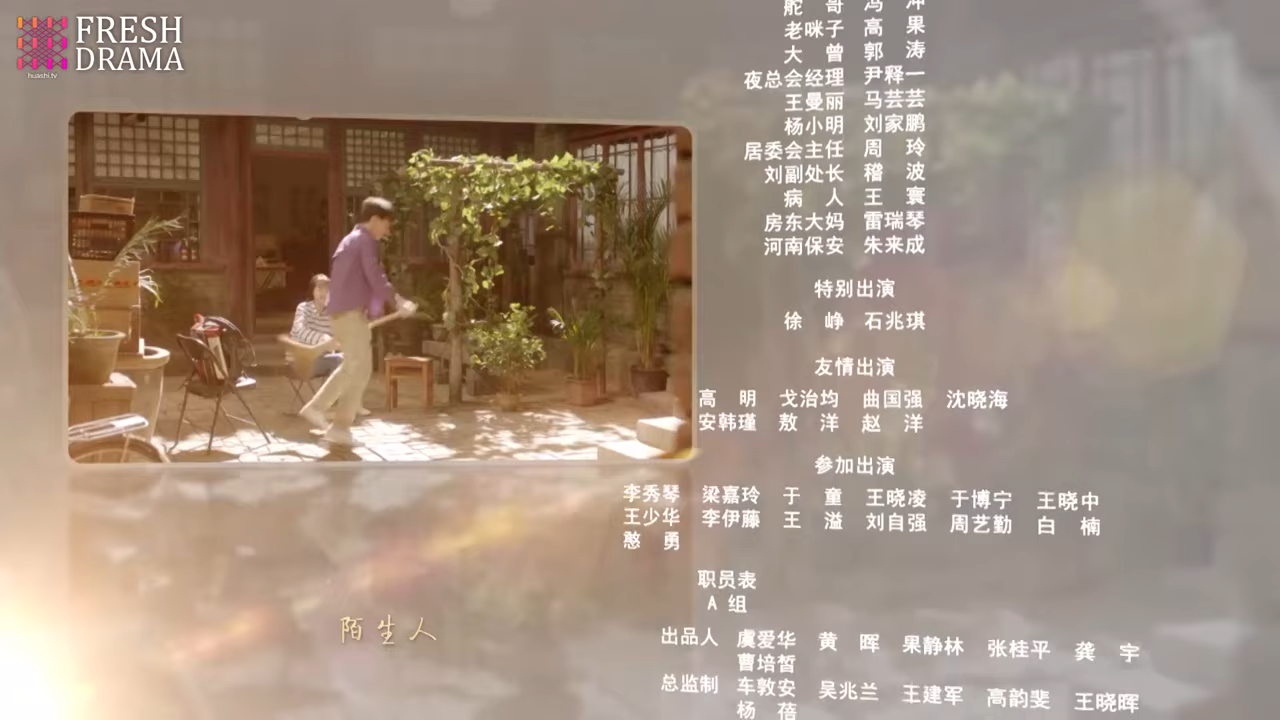 FRESH
DRAMA
huashi.tv
舵 哥 冯 冲
老咪子 高 果
大 曾 郭 涛
夜总会经理 尹释一
王曼丽 马芸芸
杨小明 刘家鹏
居委会主任 周 玲
刘副处长 稽 波
病 人 王 寰
房东大妈 雷瑞琴
河南保安 朱来成
特别出演
徐 峥 石兆琪
友情出演
高 明 戈治均 曲国强 沈晓海
安韩瑾 敖 洋 赵 洋
参加出演
李秀琴 梁嘉玲 于 童 王晓凌 于博宁 王晓中
王少华 李伊藤 王 溢 刘自强 周艺勤 白 楠
憨 勇
职员表
A 组
陌生人
出品人 虞爱华 黄 晖 果静林 张桂平 龚 宇
曹培皙
总监制 车敦安 吴兆兰 王建军 高韵斐 王晓晖
杨 蓓